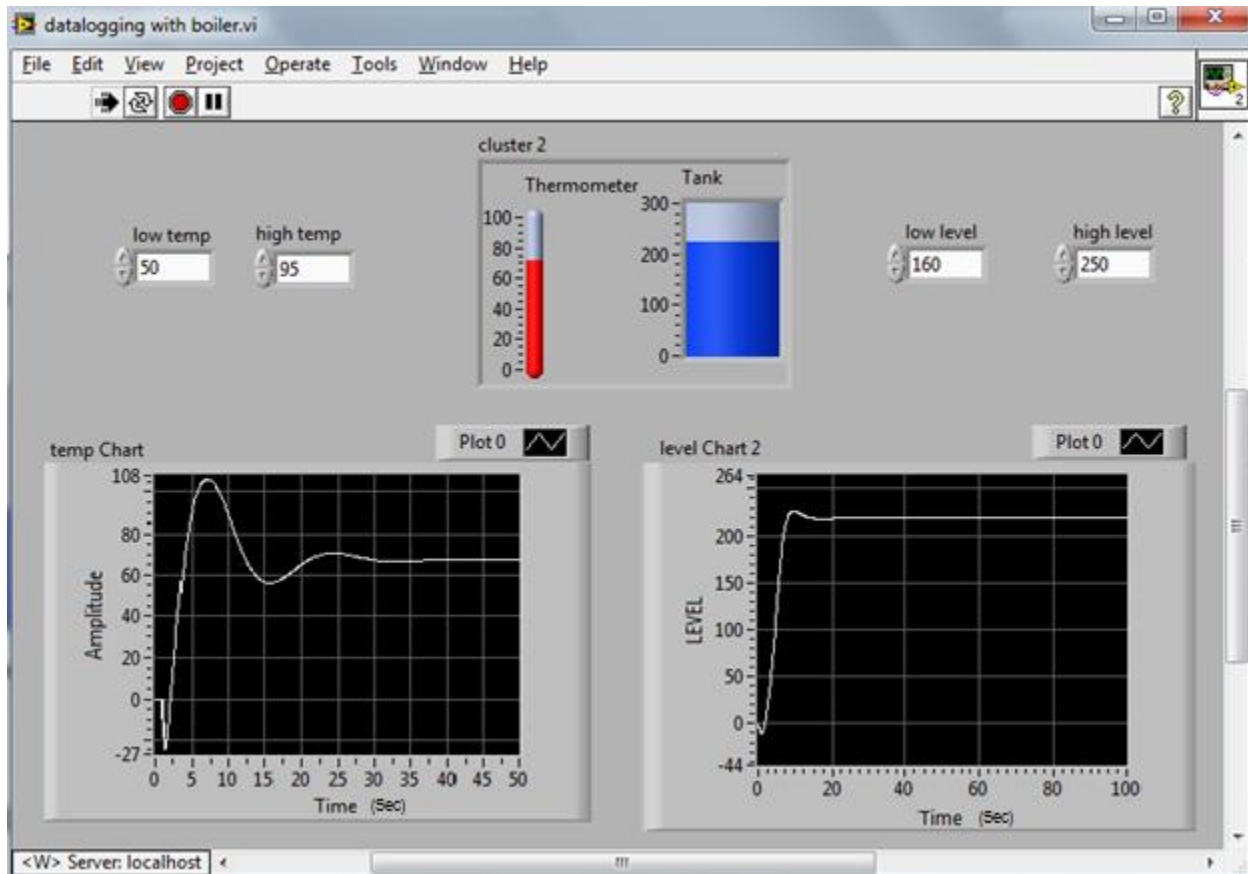 datalogging with boiler.vi
File Edit View Project Operate Tools Window Help
2
cluster 2
Thermometer
Tank
100
80
60
40
20
0
300
200
100
0
low temp
50
high temp
95
low level
160
high level
250
temp Chart
Plot 0
108
80
60
40
20
0
-27
Amplitude
0 5 10 15 20 25 30 35 40 45 50
Time (Sec)
level Chart 2
Plot 0
264
200
150
100
50
0
-44
LEVEL
0 20 40 60 80 100
Time (Sec)
<W> Server: localhost